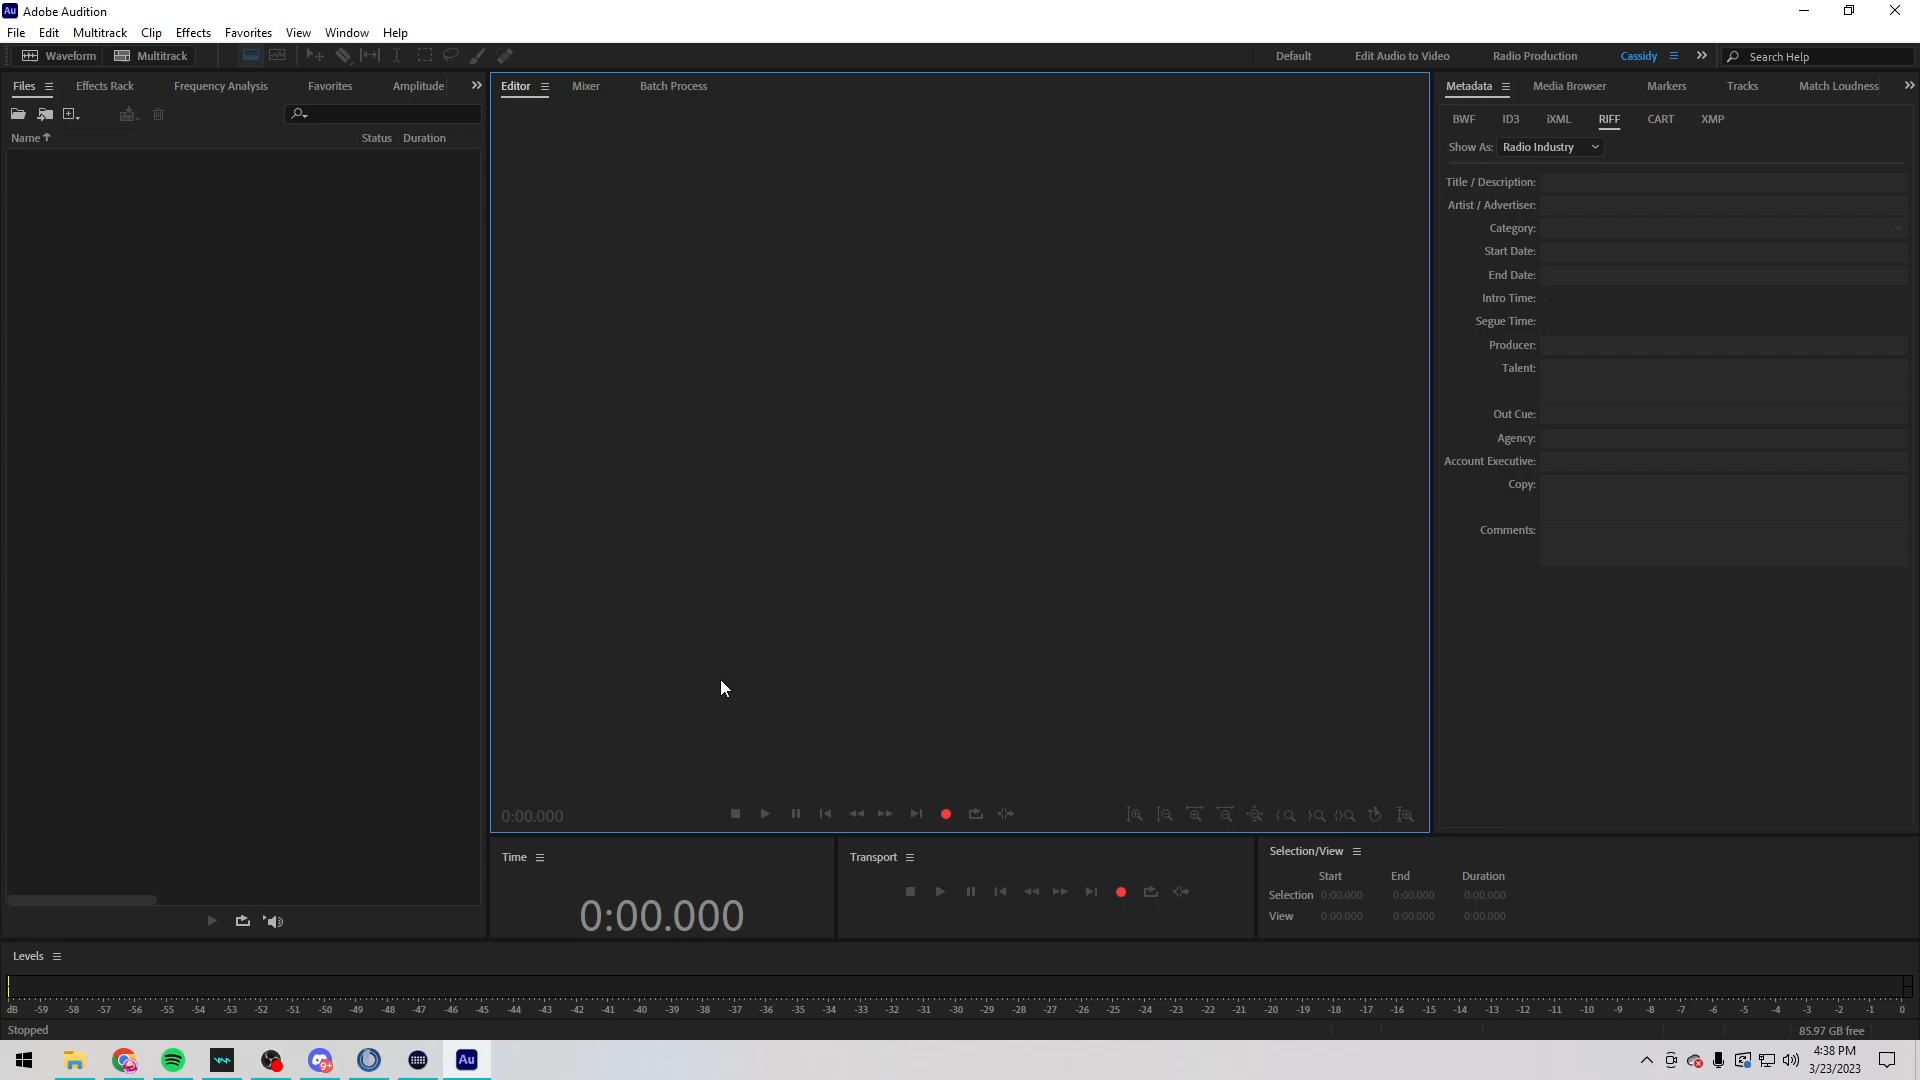 Au Adobe Audition
File Edit Multitrack Clip Effects Favorites View Window Help
Waveform Multitrack Default Edit Audio to Video Radio Production Cassidy Search Help
Files Effects Rack Frequency Analysis Favorites Amplitude
Name Status Duration
Editor Mixer Batch Process
0:00.000
Metadata Media Browser Markers Tracks Match Loudness
BWF ID3 iXML RIFF CART XMP
Show As: Radio Industry
Title / Description:
Artist / Advertiser:
Category:
Start Date:
End Date:
Intro Time: -
Segue Time: -
Producer:
Talent:
Out Cue:
Agency:
Account Executive:
Copy:
Comments:
Time
0:00.000
Transport
Selection/View
Start End Duration
Selection 0:00.000 0:00.000 0:00.000
View 0:00.000 0:00.000 0:00.000
Levels
dB -59 -58 -57 -56 -55 -54 -53 -52 -51 -50 -49 -48 -47 -46 -45 -44 -43 -42 -41 -40 -39 -38 -37 -36 -35 -34 -33 -32 -31 -30 -29 -28 -27 -26 -25 -24 -23 -22 -21 -20 -19 -18 -17 -16 -15 -14 -13 -12 -11 -10 -9 -8 -7 -6 -5 -4 -3 -2 -1 0
Stopped 85.97 GB free
9+ Au 4:38 PM
3/23/2023